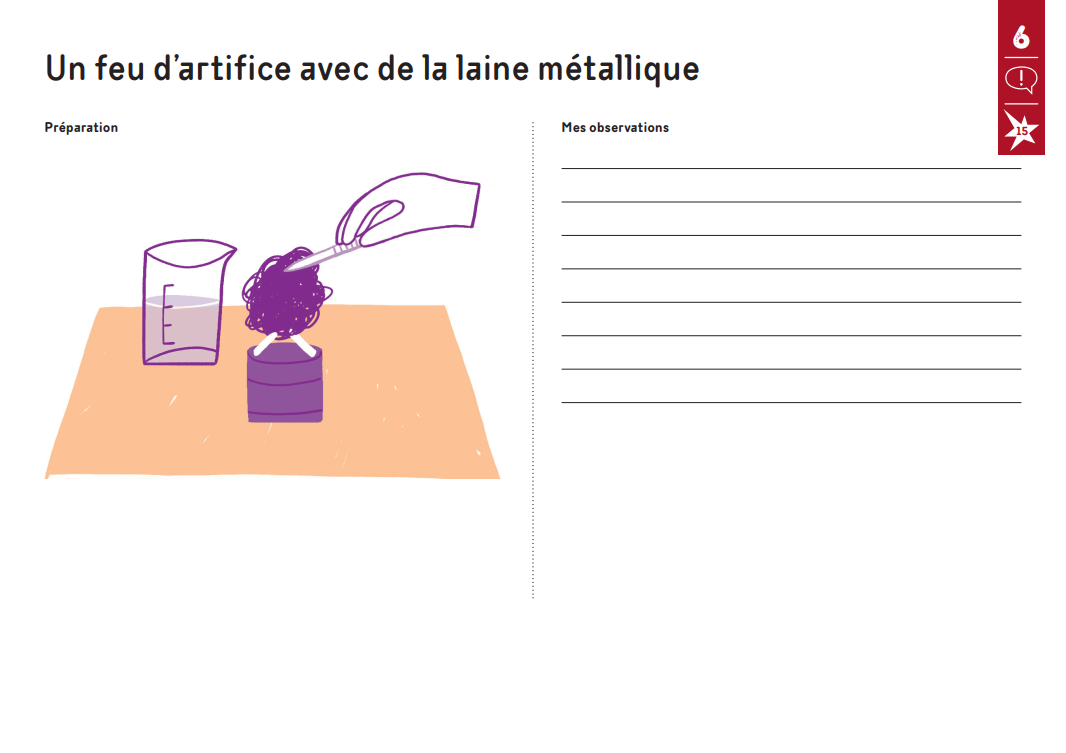 Un feu d’artifice avec de la laine métallique
6
!
15
Préparation
Mes observations